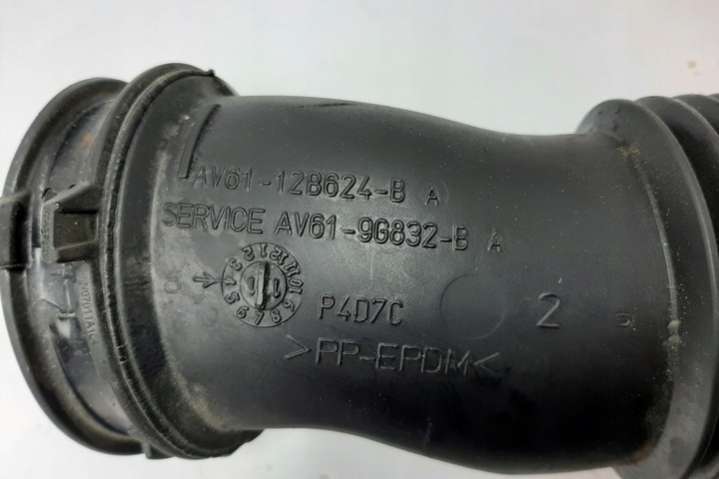 AV61-12B624-B A
SERVICE AV61-9G832-B A
P4D7C
2
>PP-EPDM<